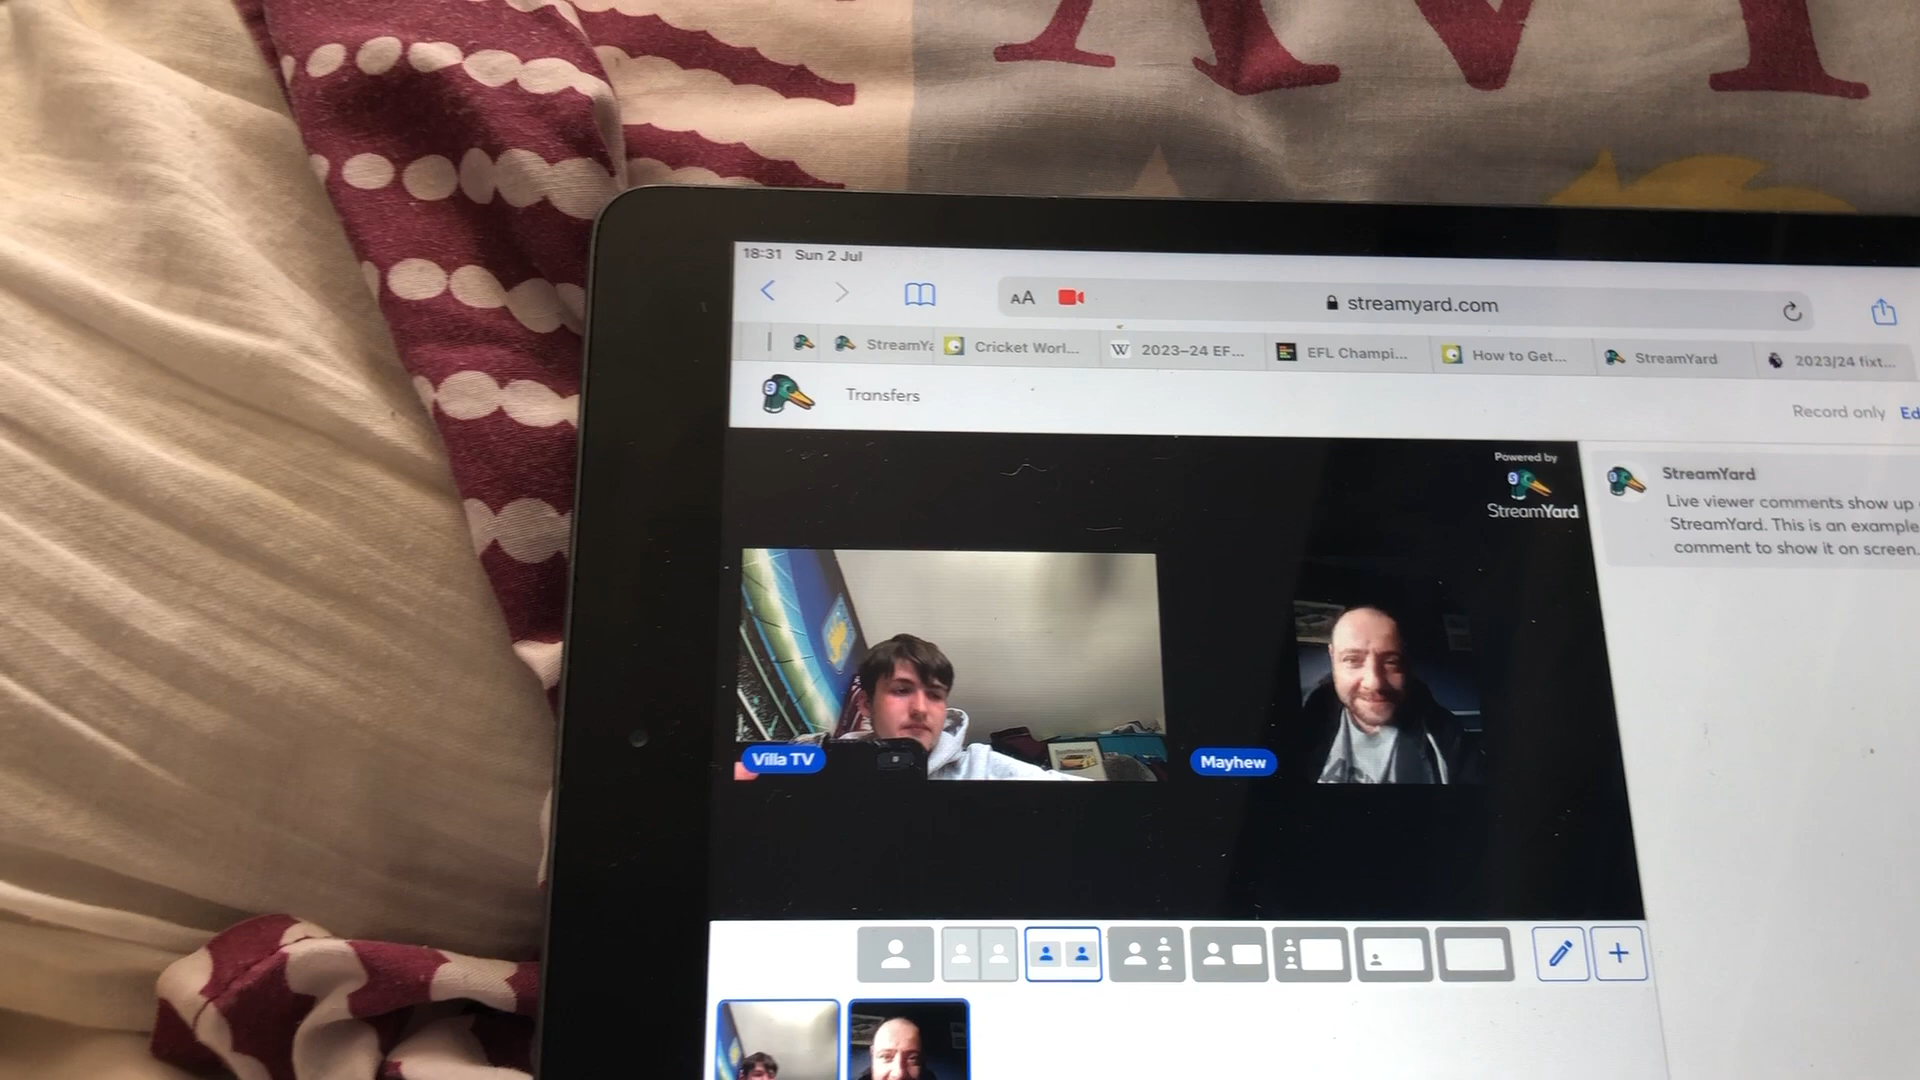 AVF
18:31 Sun 2 Jul
AA streamyard.com
StreamYa Cricket Worl... W 2023–24 EF... EFL Champi... How to Get... StreamYard 2023/24 fixt...
Transfers
Record only Ed
Powered by
StreamYard
StreamYard
Live viewer comments show up
StreamYard. This is an example
comment to show it on screen.
Villa TV
Mayhew